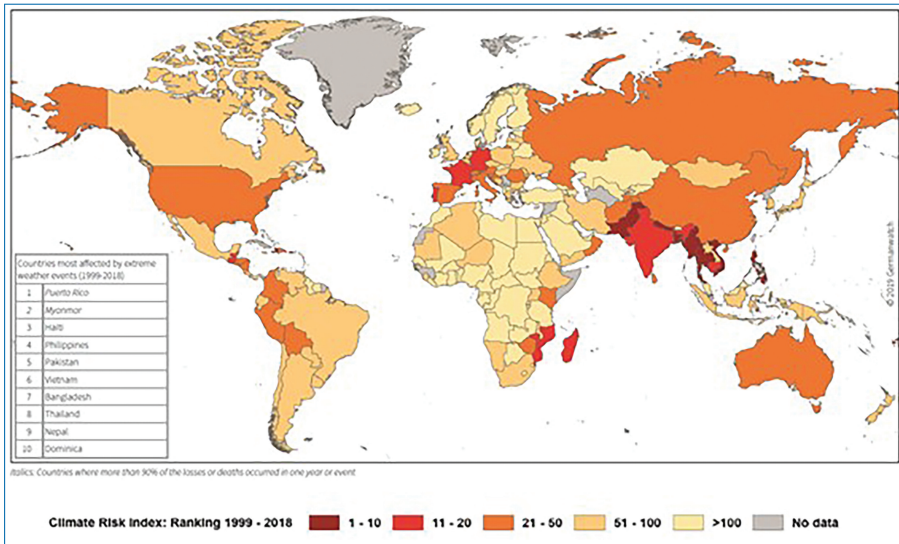 Countries most affected by extreme
weather events (1999-2018)
1 Puerto Rico
2 Myanmar
3 Haiti
4 Philippines
5 Pakistan
6 Vietnam
7 Bangladesh
8 Thailand
9 Nepal
10 Dominica
© 2019 Germanwatch
Italics: Countries where more than 90% of the losses or deaths occurred in one year or event
Climate Risk Index: Ranking 1999 - 2018 1 - 10 11 - 20 21 - 50 51 - 100 >100 No data